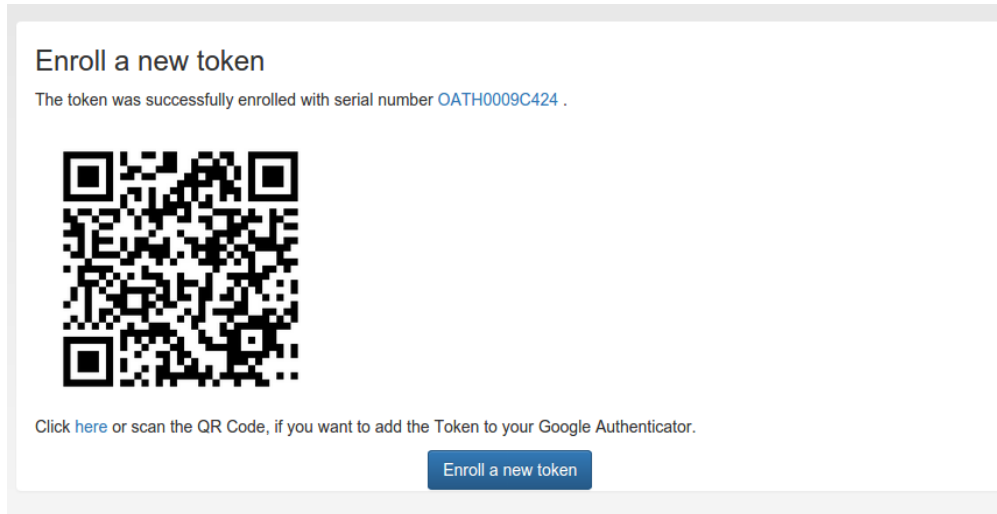 Enroll a new token
The token was successfully enrolled with serial number OATH0009C424 .
Click here or scan the QR Code, if you want to add the Token to your Google Authenticator.
Enroll a new token